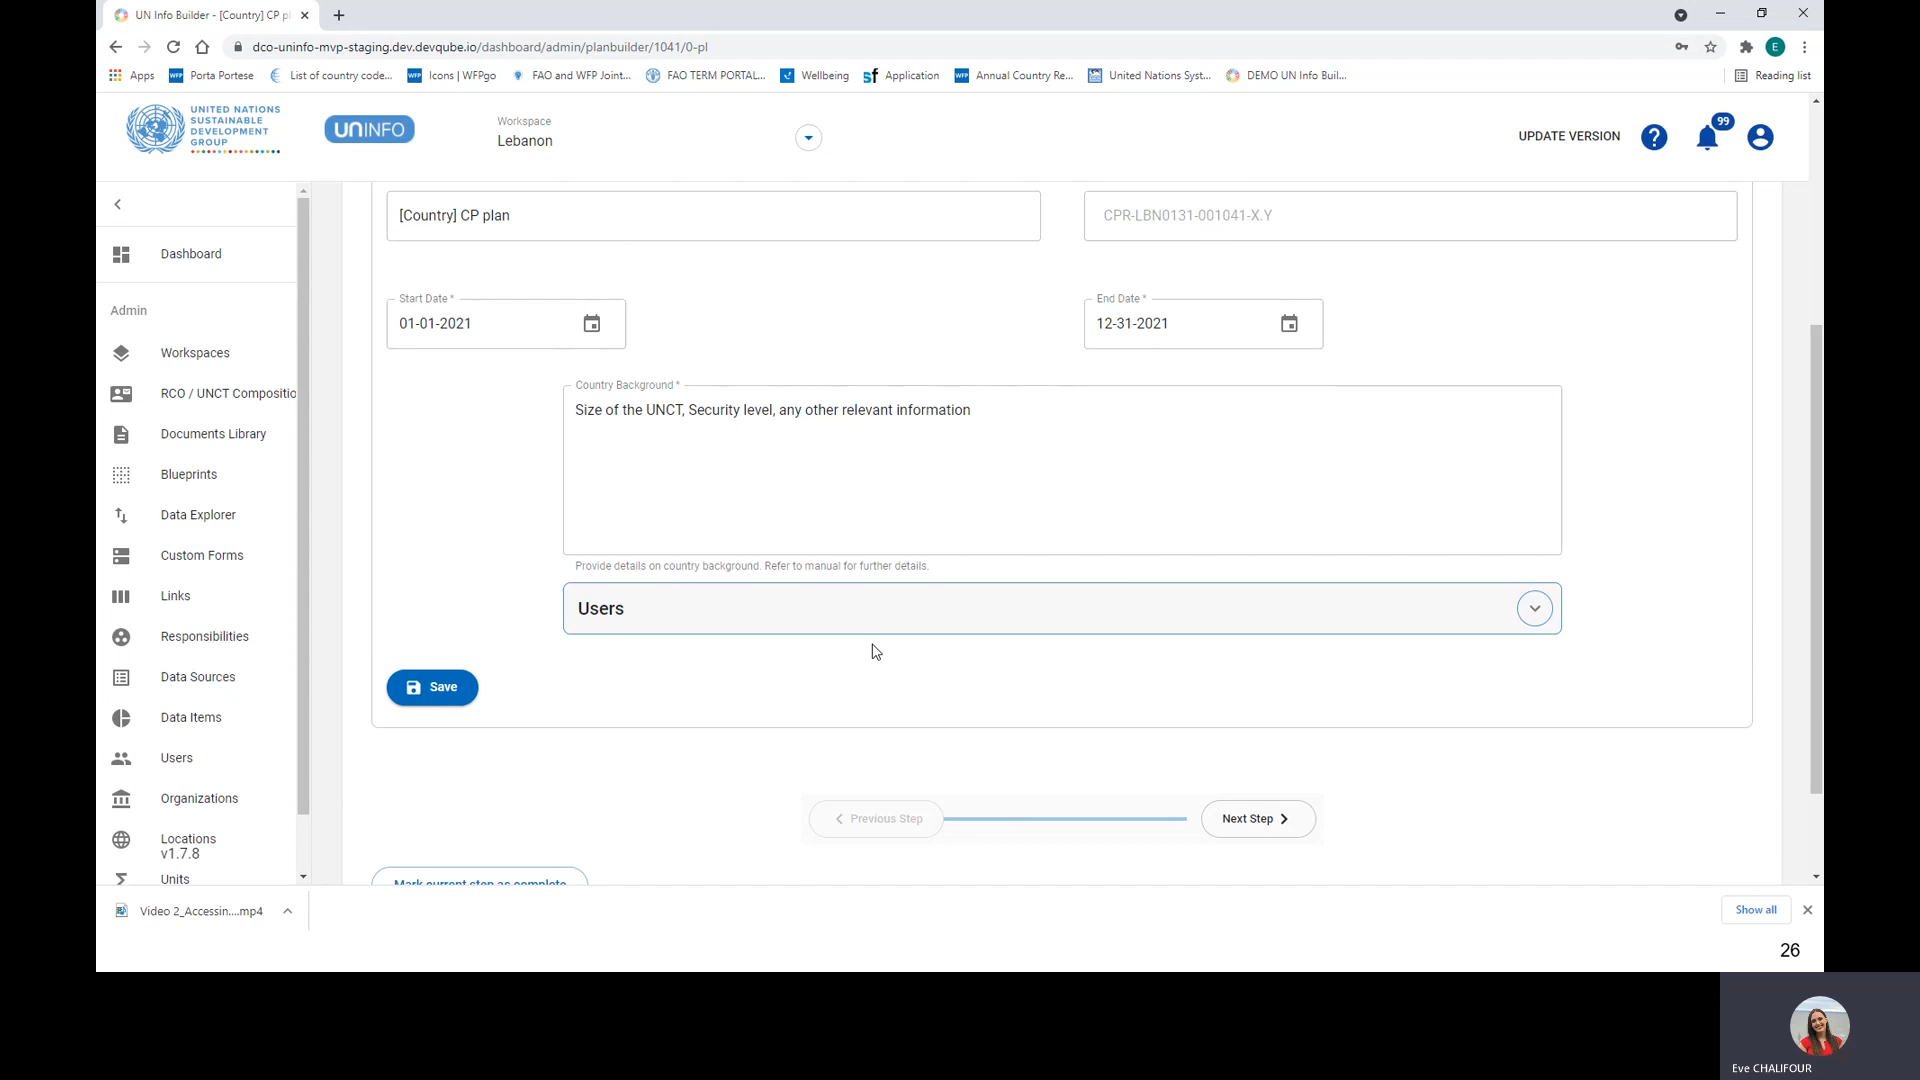 UN Info Builder - [Country] CP pl
dco-uninfo-mvp-staging.dev.devqube.io/dashboard/admin/planbuilder/1041/0-pl
E
Apps
WFP
Porta Portese
List of country code...
WFP
Icons | WFPgo
FAO and WFP Joint...
FAO TERM PORTAL...
Wellbeing
sf
Application
WFP
Annual Country Re...
United Nations Syst...
DEMO UN Info Buil...
Reading list
UNITED NATIONS
SUSTAINABLE
DEVELOPMENT
GROUP
UNINFO
Workspace
Lebanon
UPDATE VERSION
?
99
Dashboard
Admin
Workspaces
RCO / UNCT Compositio
Documents Library
Blueprints
Data Explorer
Custom Forms
Links
Responsibilities
Data Sources
Data Items
Users
Organizations
Locations
v1.7.8
Units
[Country] CP plan
CPR-LBN0131-001041-X.Y
Start Date *
01-01-2021
End Date *
12-31-2021
Country Background *
Size of the UNCT, Security level, any other relevant information
Provide details on country background. Refer to manual for further details.
Users
Save
Previous Step
Next Step
Mark current step as complete
Video 2_Accessin....mp4
Show all
26
Eve CHALIFOUR